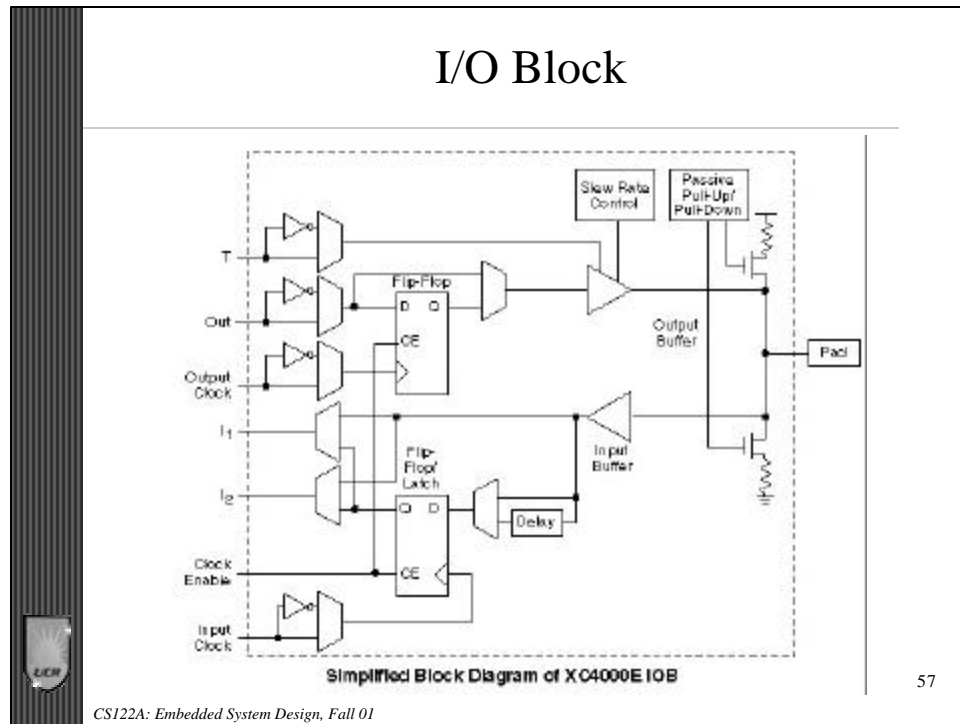 I/O Block
Slew Rate
Control
Passive
Pull-Up/
Pull-Down
T
Flip-Flop
D Q
Out
CE
Output
Buffer
Pad
Output
Clock
I1
Flip-
Flop/
Latch
Input
Buffer
I2
Q D
Delay
Clock
Enable
CE
Input
Clock
Simplified Block Diagram of XC4000E IOB
UCR
57
CS122A: Embedded System Design, Fall 01